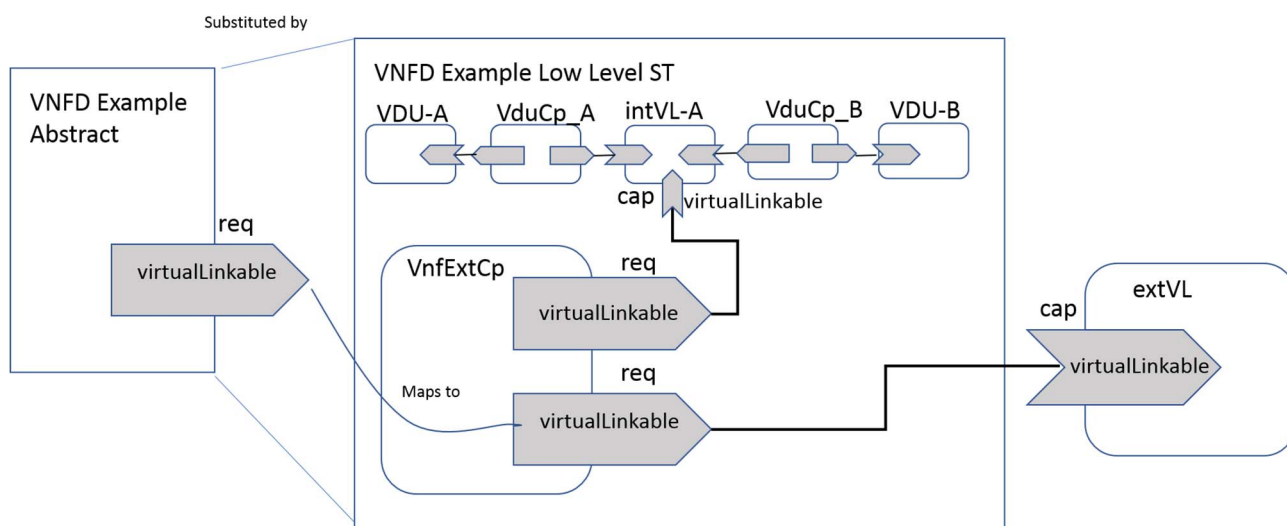 Substituted by
VNFD Example
Abstract
req
virtualLinkable
VNFD Example Low Level ST
VDU-A
VduCp_A
intVL-A
VduCp_B
VDU-B
cap
virtualLinkable
VnfExtCp
req
virtualLinkable
req
Maps to
virtualLinkable
extVL
cap
virtualLinkable